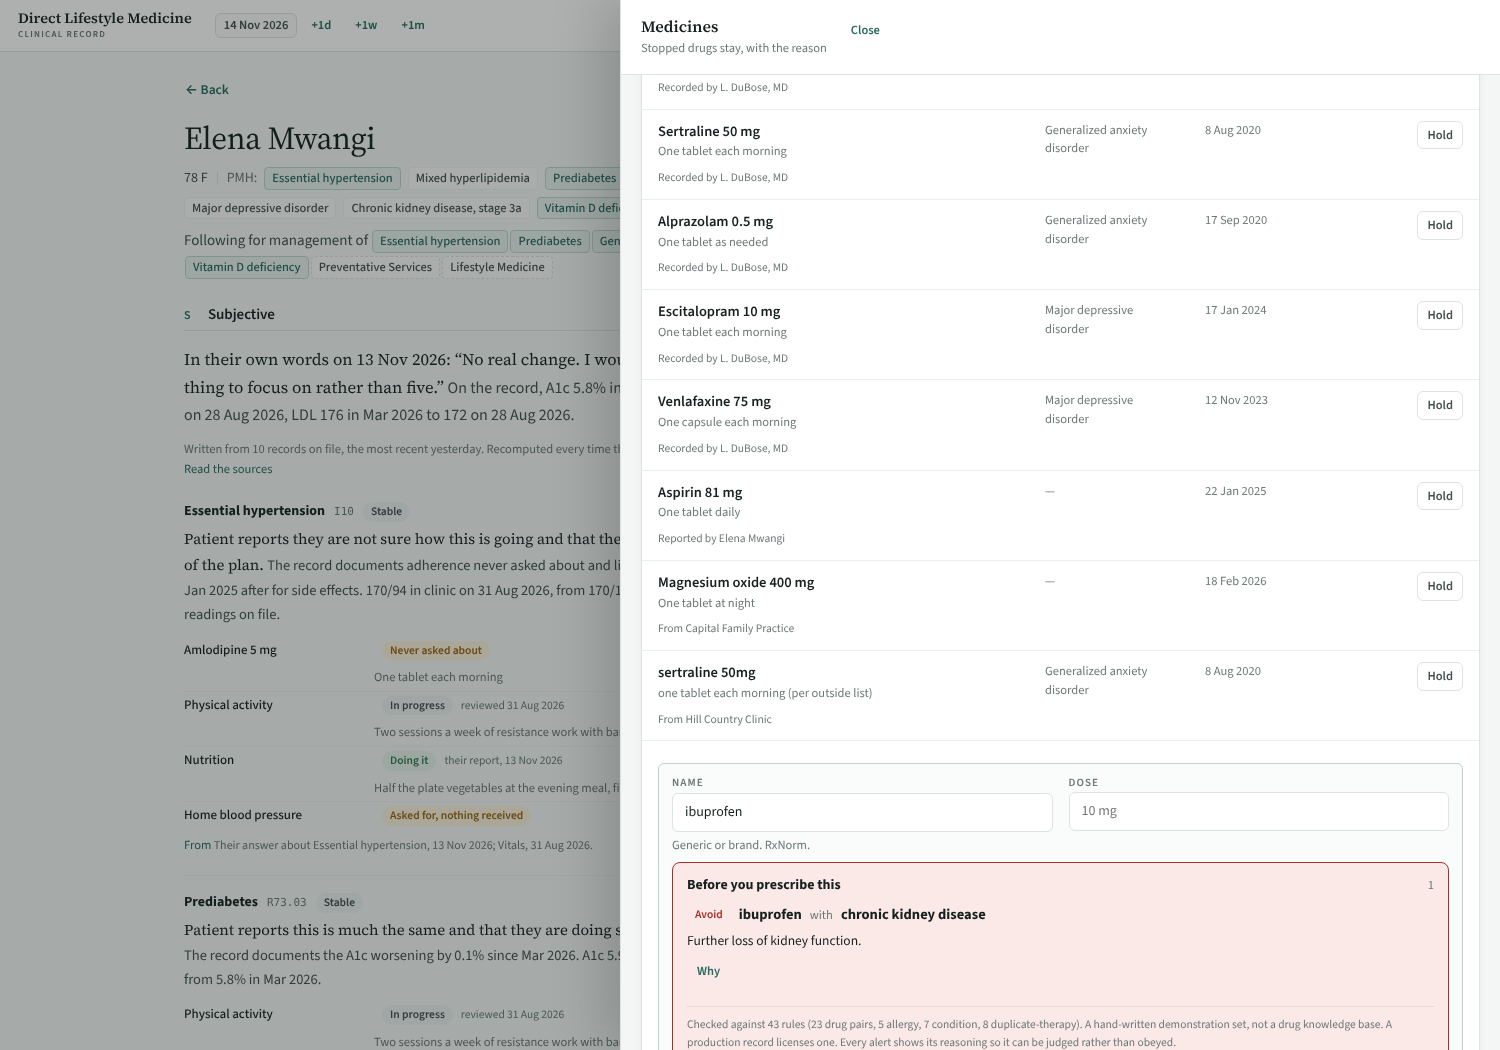 Direct Lifestyle Medicine
CLINICAL RECORD
14 Nov 2026
+1d
+1w
+1m
← Back
Elena Mwangi
78 F
PMH:
Essential hypertension
Mixed hyperlipidemia
Prediabetes
Major depressive disorder
Chronic kidney disease, stage 3a
Vitamin D defi
Following for management of
Essential hypertension
Prediabetes
Gen
Vitamin D deficiency
Preventative Services
Lifestyle Medicine
S
Subjective
In their own words on 13 Nov 2026: “No real change. I wou
thing to focus on rather than five.” On the record, A1c 5.8% in
on 28 Aug 2026, LDL 176 in Mar 2026 to 172 on 28 Aug 2026.
Written from 10 records on file, the most recent yesterday. Recomputed every time th
Read the sources
Essential hypertension I10 Stable
Patient reports they are not sure how this is going and that the
of the plan. The record documents adherence never asked about and li
Jan 2025 after for side effects. 170/94 in clinic on 31 Aug 2026, from 170/1
readings on file.
Amlodipine 5 mg
Never asked about
One tablet each morning
Physical activity
In progress
reviewed 31 Aug 2026
Two sessions a week of resistance work with ba
Nutrition
Doing it
their report, 13 Nov 2026
Half the plate vegetables at the evening meal, fi
Home blood pressure
Asked for, nothing received
From Their answer about Essential hypertension, 13 Nov 2026; Vitals, 31 Aug 2026.
Prediabetes R73.03 Stable
Patient reports this is much the same and that they are doing s
The record documents the A1c worsening by 0.1% since Mar 2026. A1c 5.9
from 5.8% in Mar 2026.
Physical activity
In progress
reviewed 31 Aug 2026
Two sessions a week of resistance work with ba
Medicines
Stopped drugs stay, with the reason
Close
Recorded by L. DuBose, MD
Sertraline 50 mg
One tablet each morning
Recorded by L. DuBose, MD
Generalized anxiety
disorder
8 Aug 2020
Hold
Alprazolam 0.5 mg
One tablet as needed
Recorded by L. DuBose, MD
Generalized anxiety
disorder
17 Sep 2020
Hold
Escitalopram 10 mg
One tablet each morning
Recorded by L. DuBose, MD
Major depressive
disorder
17 Jan 2024
Hold
Venlafaxine 75 mg
One capsule each morning
Recorded by L. DuBose, MD
Major depressive
disorder
12 Nov 2023
Hold
Aspirin 81 mg
One tablet daily
Reported by Elena Mwangi
—
22 Jan 2025
Hold
Magnesium oxide 400 mg
One tablet at night
From Capital Family Practice
—
18 Feb 2026
Hold
sertraline 50mg
one tablet each morning (per outside list)
From Hill Country Clinic
Generalized anxiety
disorder
8 Aug 2020
Hold
NAME
ibuprofen
Generic or brand. RxNorm.
DOSE
10 mg
Before you prescribe this
1
Avoid ibuprofen with chronic kidney disease
Further loss of kidney function.
Why
Checked against 43 rules (23 drug pairs, 5 allergy, 7 condition, 8 duplicate-therapy). A hand-written demonstration set, not a drug knowledge base. A
production record licenses one. Every alert shows its reasoning so it can be judged rather than obeyed.